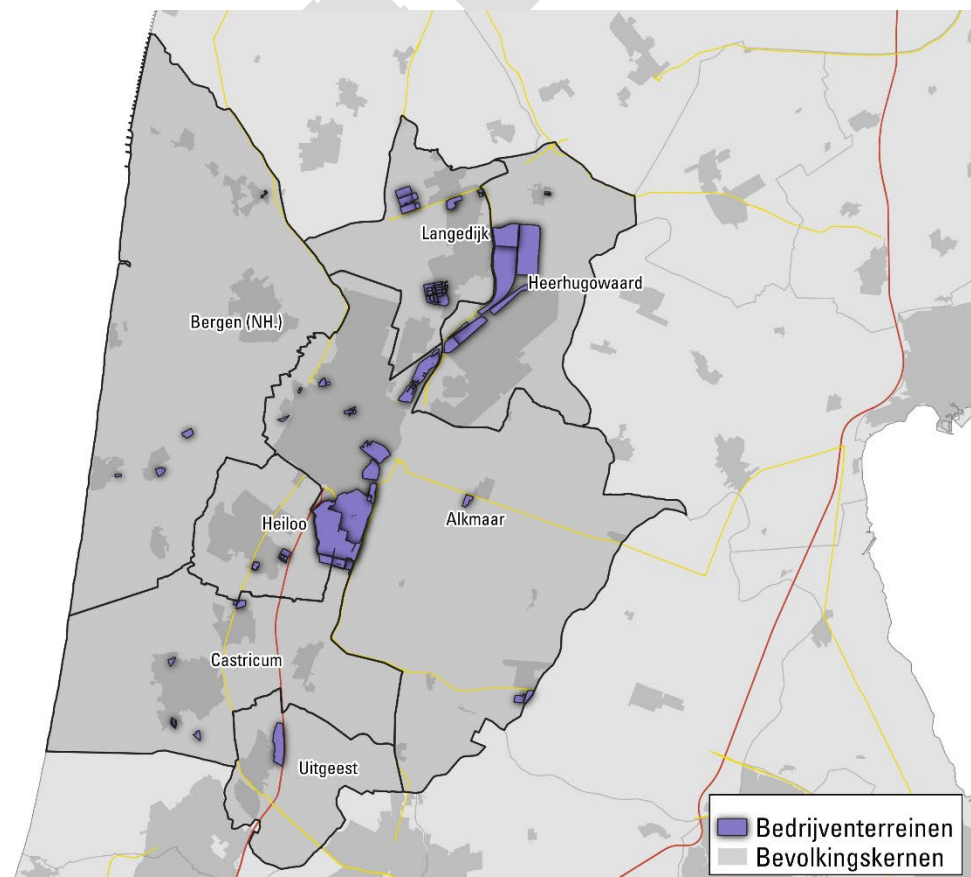 Langedijk
Heerhugowaard
Bergen (NH.)
Heiloo
Alkmaar
Castricum
Uitgeest
Bedrijventerreinen
Bevolkingskernen